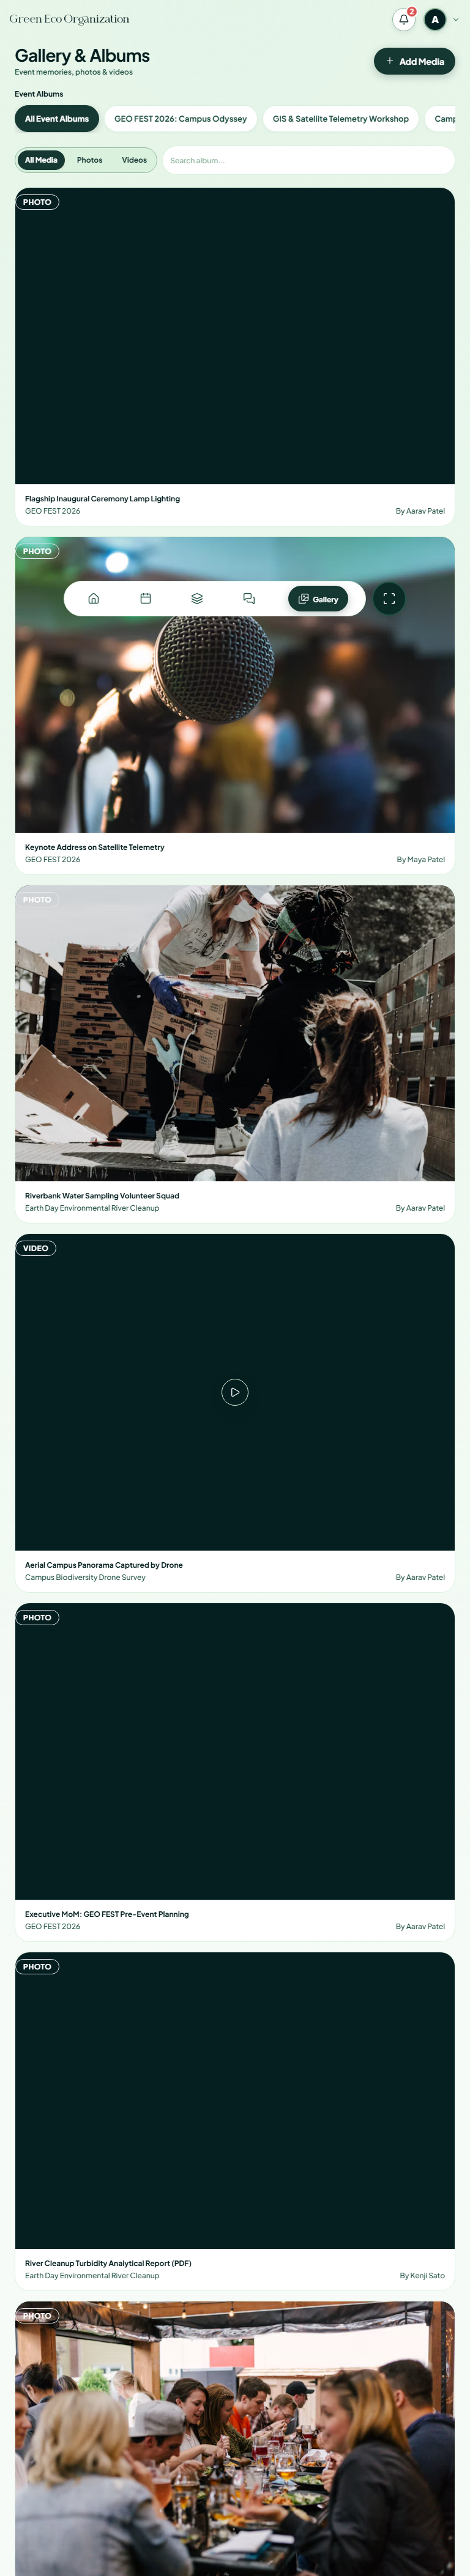 Green Eco Organization
2
A
Gallery & Albums
Event memories, photos & videos
Add Media
Event Albums
All Event Albums
GEO FEST 2026: Campus Odyssey
GIS & Satellite Telemetry Workshop
All Media
Photos
Videos
Search album...
PHOTO
Flagship Inaugural Ceremony Lamp Lighting
GEO FEST 2026
By Aarav Patel
PHOTO
Gallery
Keynote Address on Satellite Telemetry
GEO FEST 2026
By Maya Patel
PHOTO
Riverbank Water Sampling Volunteer Squad
Earth Day Environmental River Cleanup
By Aarav Patel
VIDEO
Aerial Campus Panorama Captured by Drone
Campus Biodiversity Drone Survey
By Aarav Patel
PHOTO
Executive MoM: GEO FEST Pre-Event Planning
GEO FEST 2026
By Aarav Patel
PHOTO
River Cleanup Turbidity Analytical Report (PDF)
Earth Day Environmental River Cleanup
By Kenji Sato
PHOTO